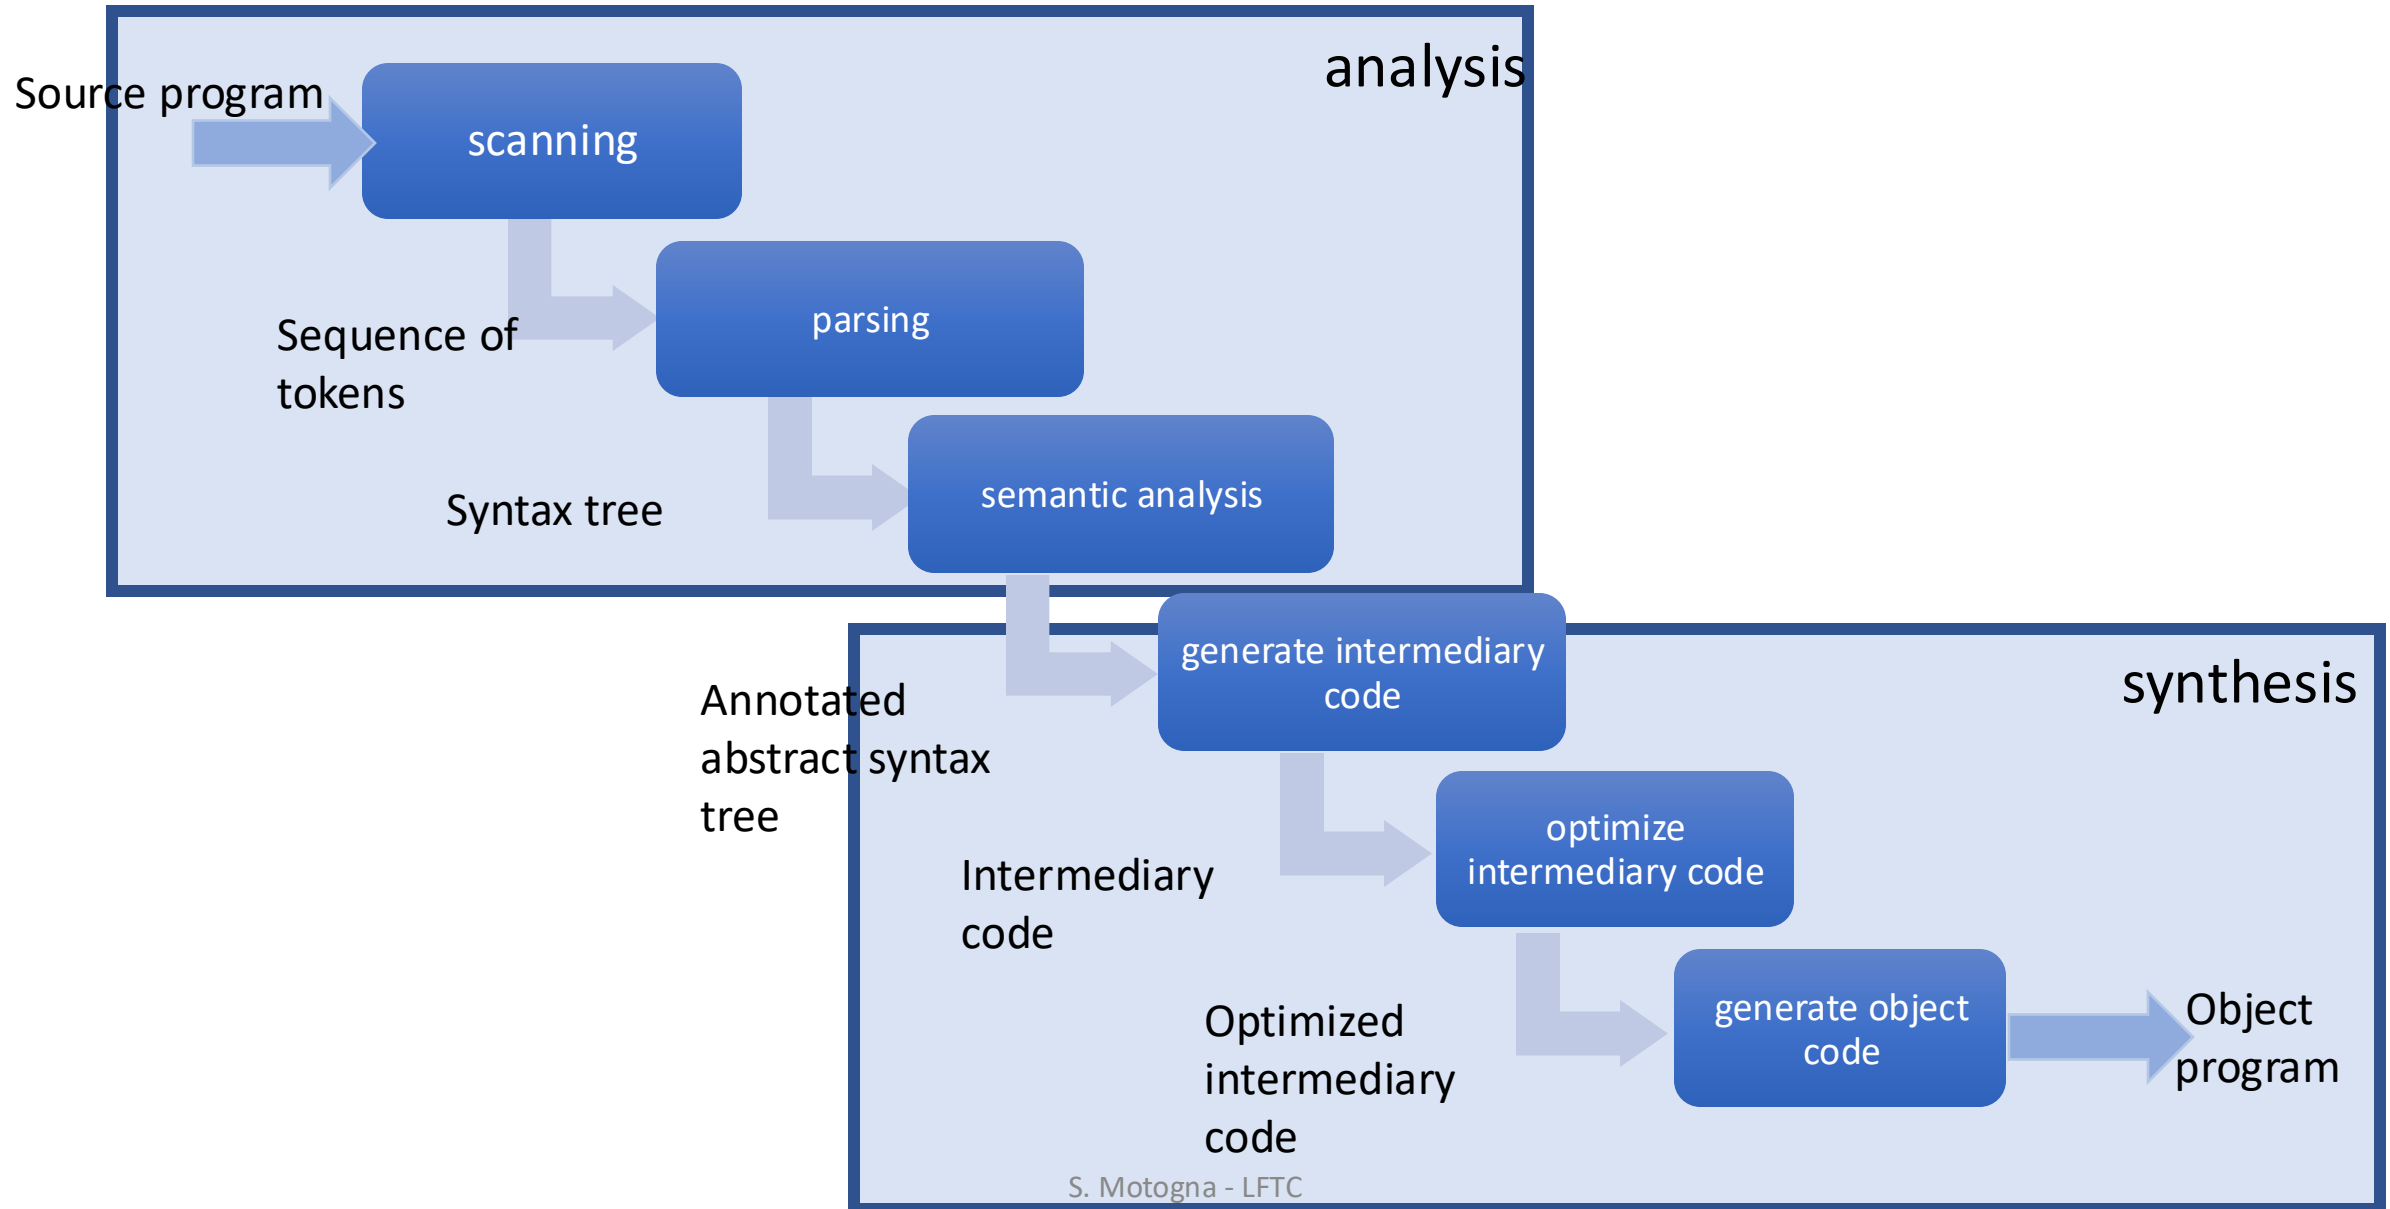 analysis
Source program
scanning
parsing
Sequence of
tokens
semantic analysis
Syntax tree
generate intermediary
code
synthesis
Annotated
abstract syntax
tree
optimize
intermediary code
Intermediary
code
generate object
code
Object
program
Optimized
intermediary
code
S. Motogna - LFTC